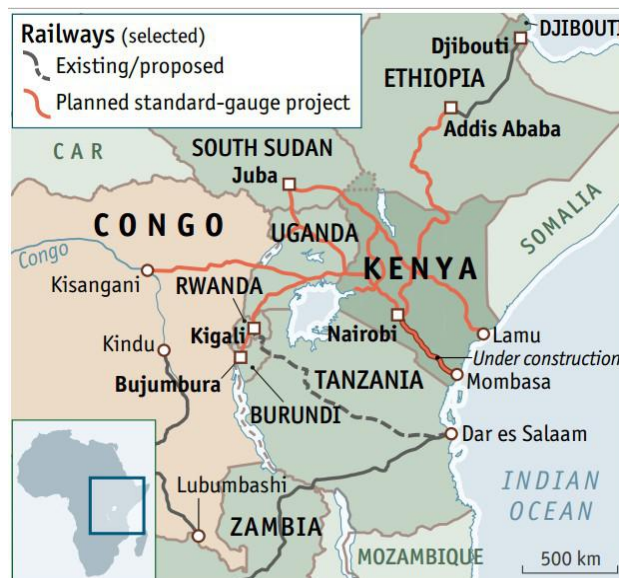 Railways (selected)
Existing/proposed
Planned standard-gauge project
DJIBOUTI
Djibouti
ETHIOPIA
Addis Ababa
CAR
SOUTH SUDAN
Juba
SOMALIA
CONGO
UGANDA
Congo
KENYA
Kisangani
RWANDA
Kindu
Kigali
Nairobi
Lamu
Under construction
Bujumbura
TANZANIA
Mombasa
BURUNDI
Dar es Salaam
Lubumbashi
INDIAN
OCEAN
ZAMBIA
MOZAMBIQUE
500 km